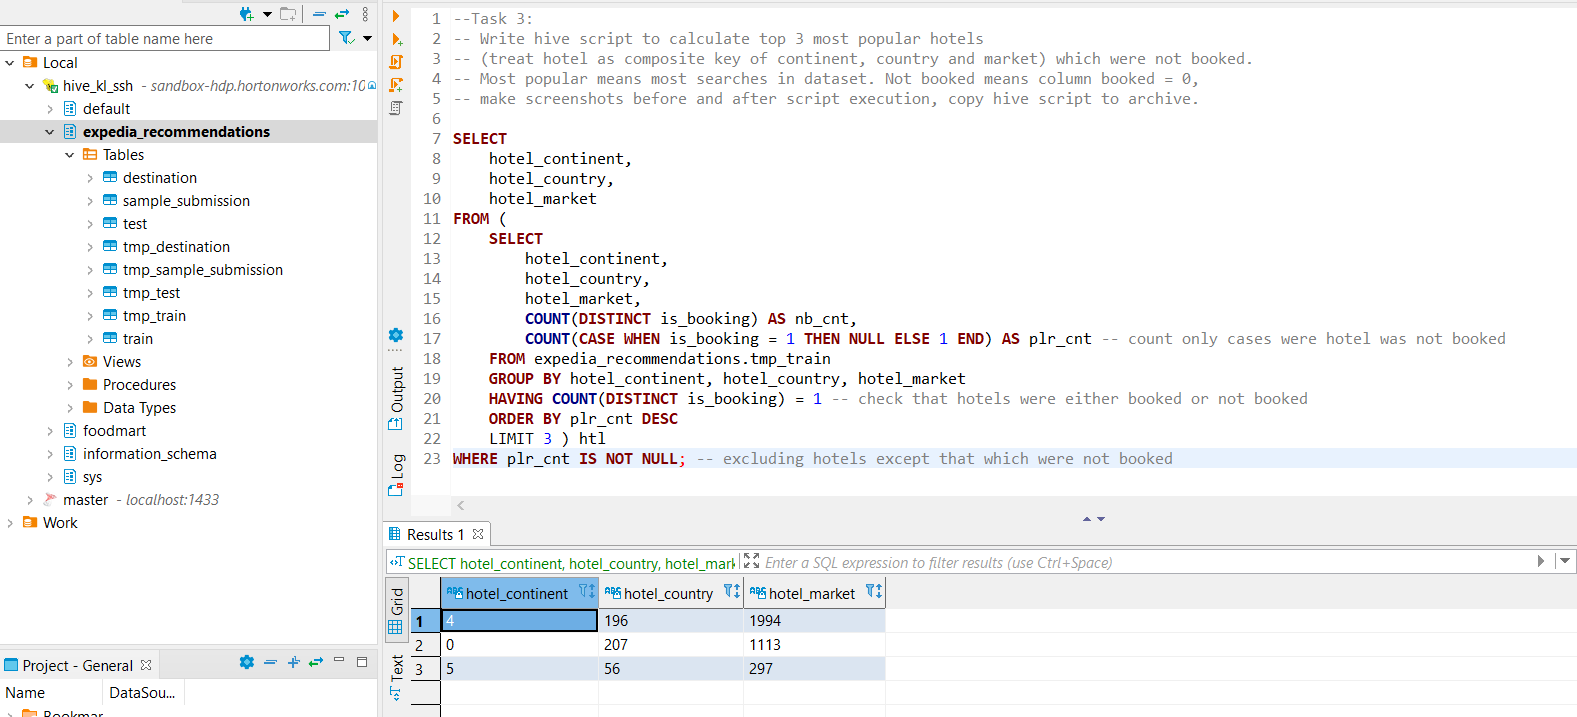 Enter a part of table name here
Local
hive_kl_ssh - sandbox-hdp.hortonworks.com:10
default
expedia_recommendations
Tables
destination
sample_submission
test
tmp_destination
tmp_sample_submission
tmp_test
tmp_train
train
Views
Procedures
Data Types
foodmart
information_schema
sys
master - localhost:1433
Work
Project - General
Name DataSou...
Bookmar
Output
Log
1 --Task 3:
2 -- Write hive script to calculate top 3 most popular hotels
3 -- (treat hotel as composite key of continent, country and market) which were not booked.
4 -- Most popular means most searches in dataset. Not booked means column booked = 0,
5 -- make screenshots before and after script execution, copy hive script to archive.
6
7 SELECT
8 hotel_continent,
9 hotel_country,
10 hotel_market
11 FROM (
12 SELECT
13 hotel_continent,
14 hotel_country,
15 hotel_market,
16 COUNT(DISTINCT is_booking) AS nb_cnt,
17 COUNT(CASE WHEN is_booking = 1 THEN NULL ELSE 1 END) AS plr_cnt -- count only cases were hotel was not booked
18 FROM expedia_recommendations.tmp_train
19 GROUP BY hotel_continent, hotel_country, hotel_market
20 HAVING COUNT(DISTINCT is_booking) = 1 -- check that hotels were either booked or not booked
21 ORDER BY plr_cnt DESC
22 LIMIT 3 ) htl
23 WHERE plr_cnt IS NOT NULL; -- excluding hotels except that which were not booked
Results 1
SELECT hotel_continent, hotel_country, hotel_mark
Enter a SQL expression to filter results (use Ctrl+Space)
Grid
Text
ABC hotel_continent ABC hotel_country ABC hotel_market
1 4 196 1994
2 0 207 1113
3 5 56 297